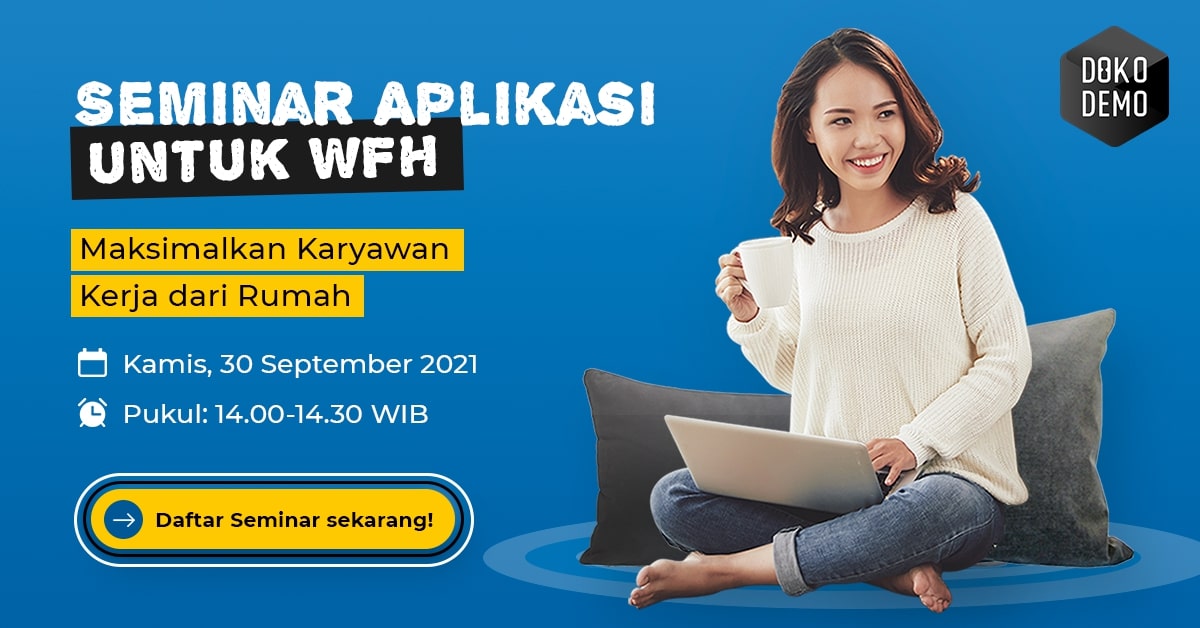 SEMINAR APLIKASI
UNTUK WFH
Maksimalkan Karyawan
Kerja dari Rumah
Kamis, 30 September 2021
Pukul: 14.00-14.30 WIB
Daftar Seminar sekarang!
DOKO
DEMO